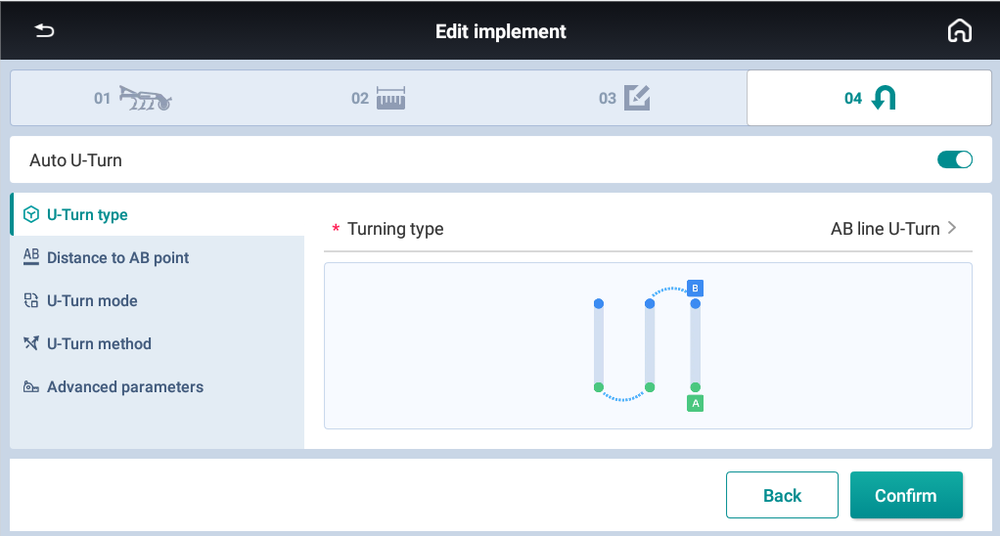 Edit implement
01
02
03
04
Auto U-Turn
U-Turn type
* Turning type
AB line U-Turn
AB Distance to AB point
U-Turn mode
U-Turn method
Advanced parameters
B
A
Back
Confirm